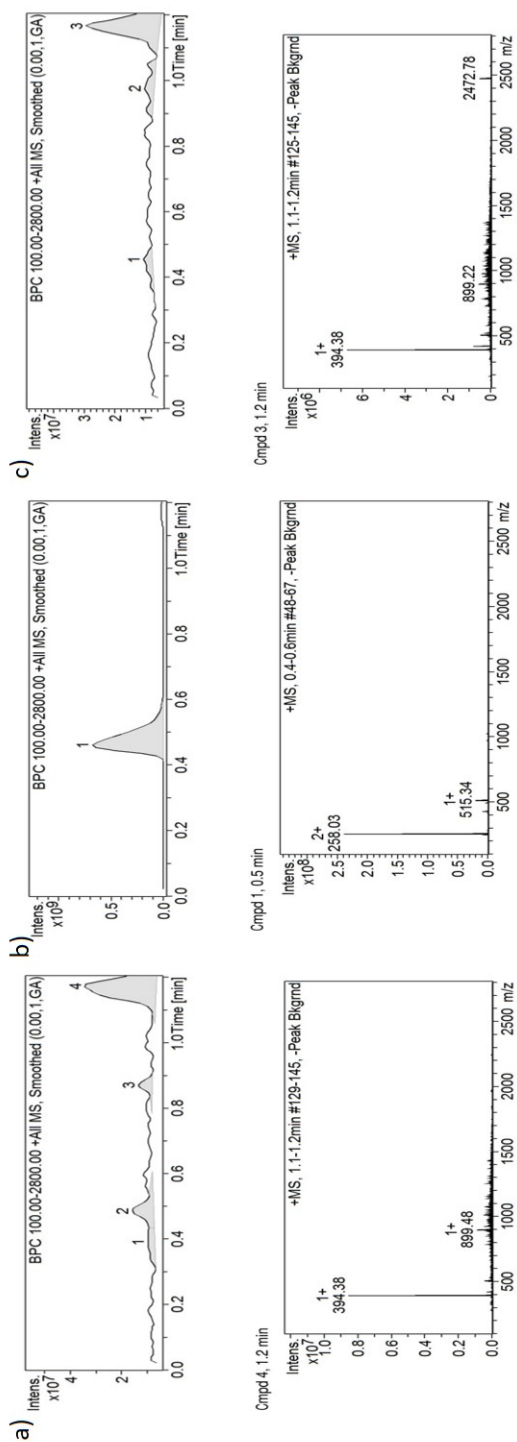 a)
BPC 100.00-2800.00 +All MS, Smoothed (0.00,1,GA)
Intens.
x10⁷
4
2
1
2
3
4
0.0
0.2
0.4
0.6
0.8
1.0 Time [min]
Cmpd 4, 1.2 min
+MS, 1.1-1.2min #129-145, -Peak Bkgrnd
Intens.
x10⁷
1.0
0.8
0.6
0.4
0.2
0.0
1+
394.38
1+
899.48
500
1000
1500
2000
2500 m/z
b)
BPC 100.00-2800.00 +All MS, Smoothed (0.00,1,GA)
Intens.
x10⁹
0.5
0.0
1
0.0
0.2
0.4
0.6
0.8
1.0 Time [min]
Cmpd 1, 0.5 min
+MS, 0.4-0.6min #48-67, -Peak Bkgrnd
Intens.
x10⁸
2.5
2.0
1.5
1.0
0.5
0.0
2+
258.03
1+
515.34
500
1000
1500
2000
2500 m/z
c)
BPC 100.00-2800.00 +All MS, Smoothed (0.00,1,GA)
Intens.
x10⁷
3
2
1
1
2
3
0.0
0.2
0.4
0.6
0.8
1.0 Time [min]
Cmpd 3, 1.2 min
+MS, 1.1-1.2min #125-145, -Peak Bkgrnd
Intens.
x10⁶
6
4
2
0
1+
394.38
899.22
2472.78
500
1000
1500
2000
2500 m/z